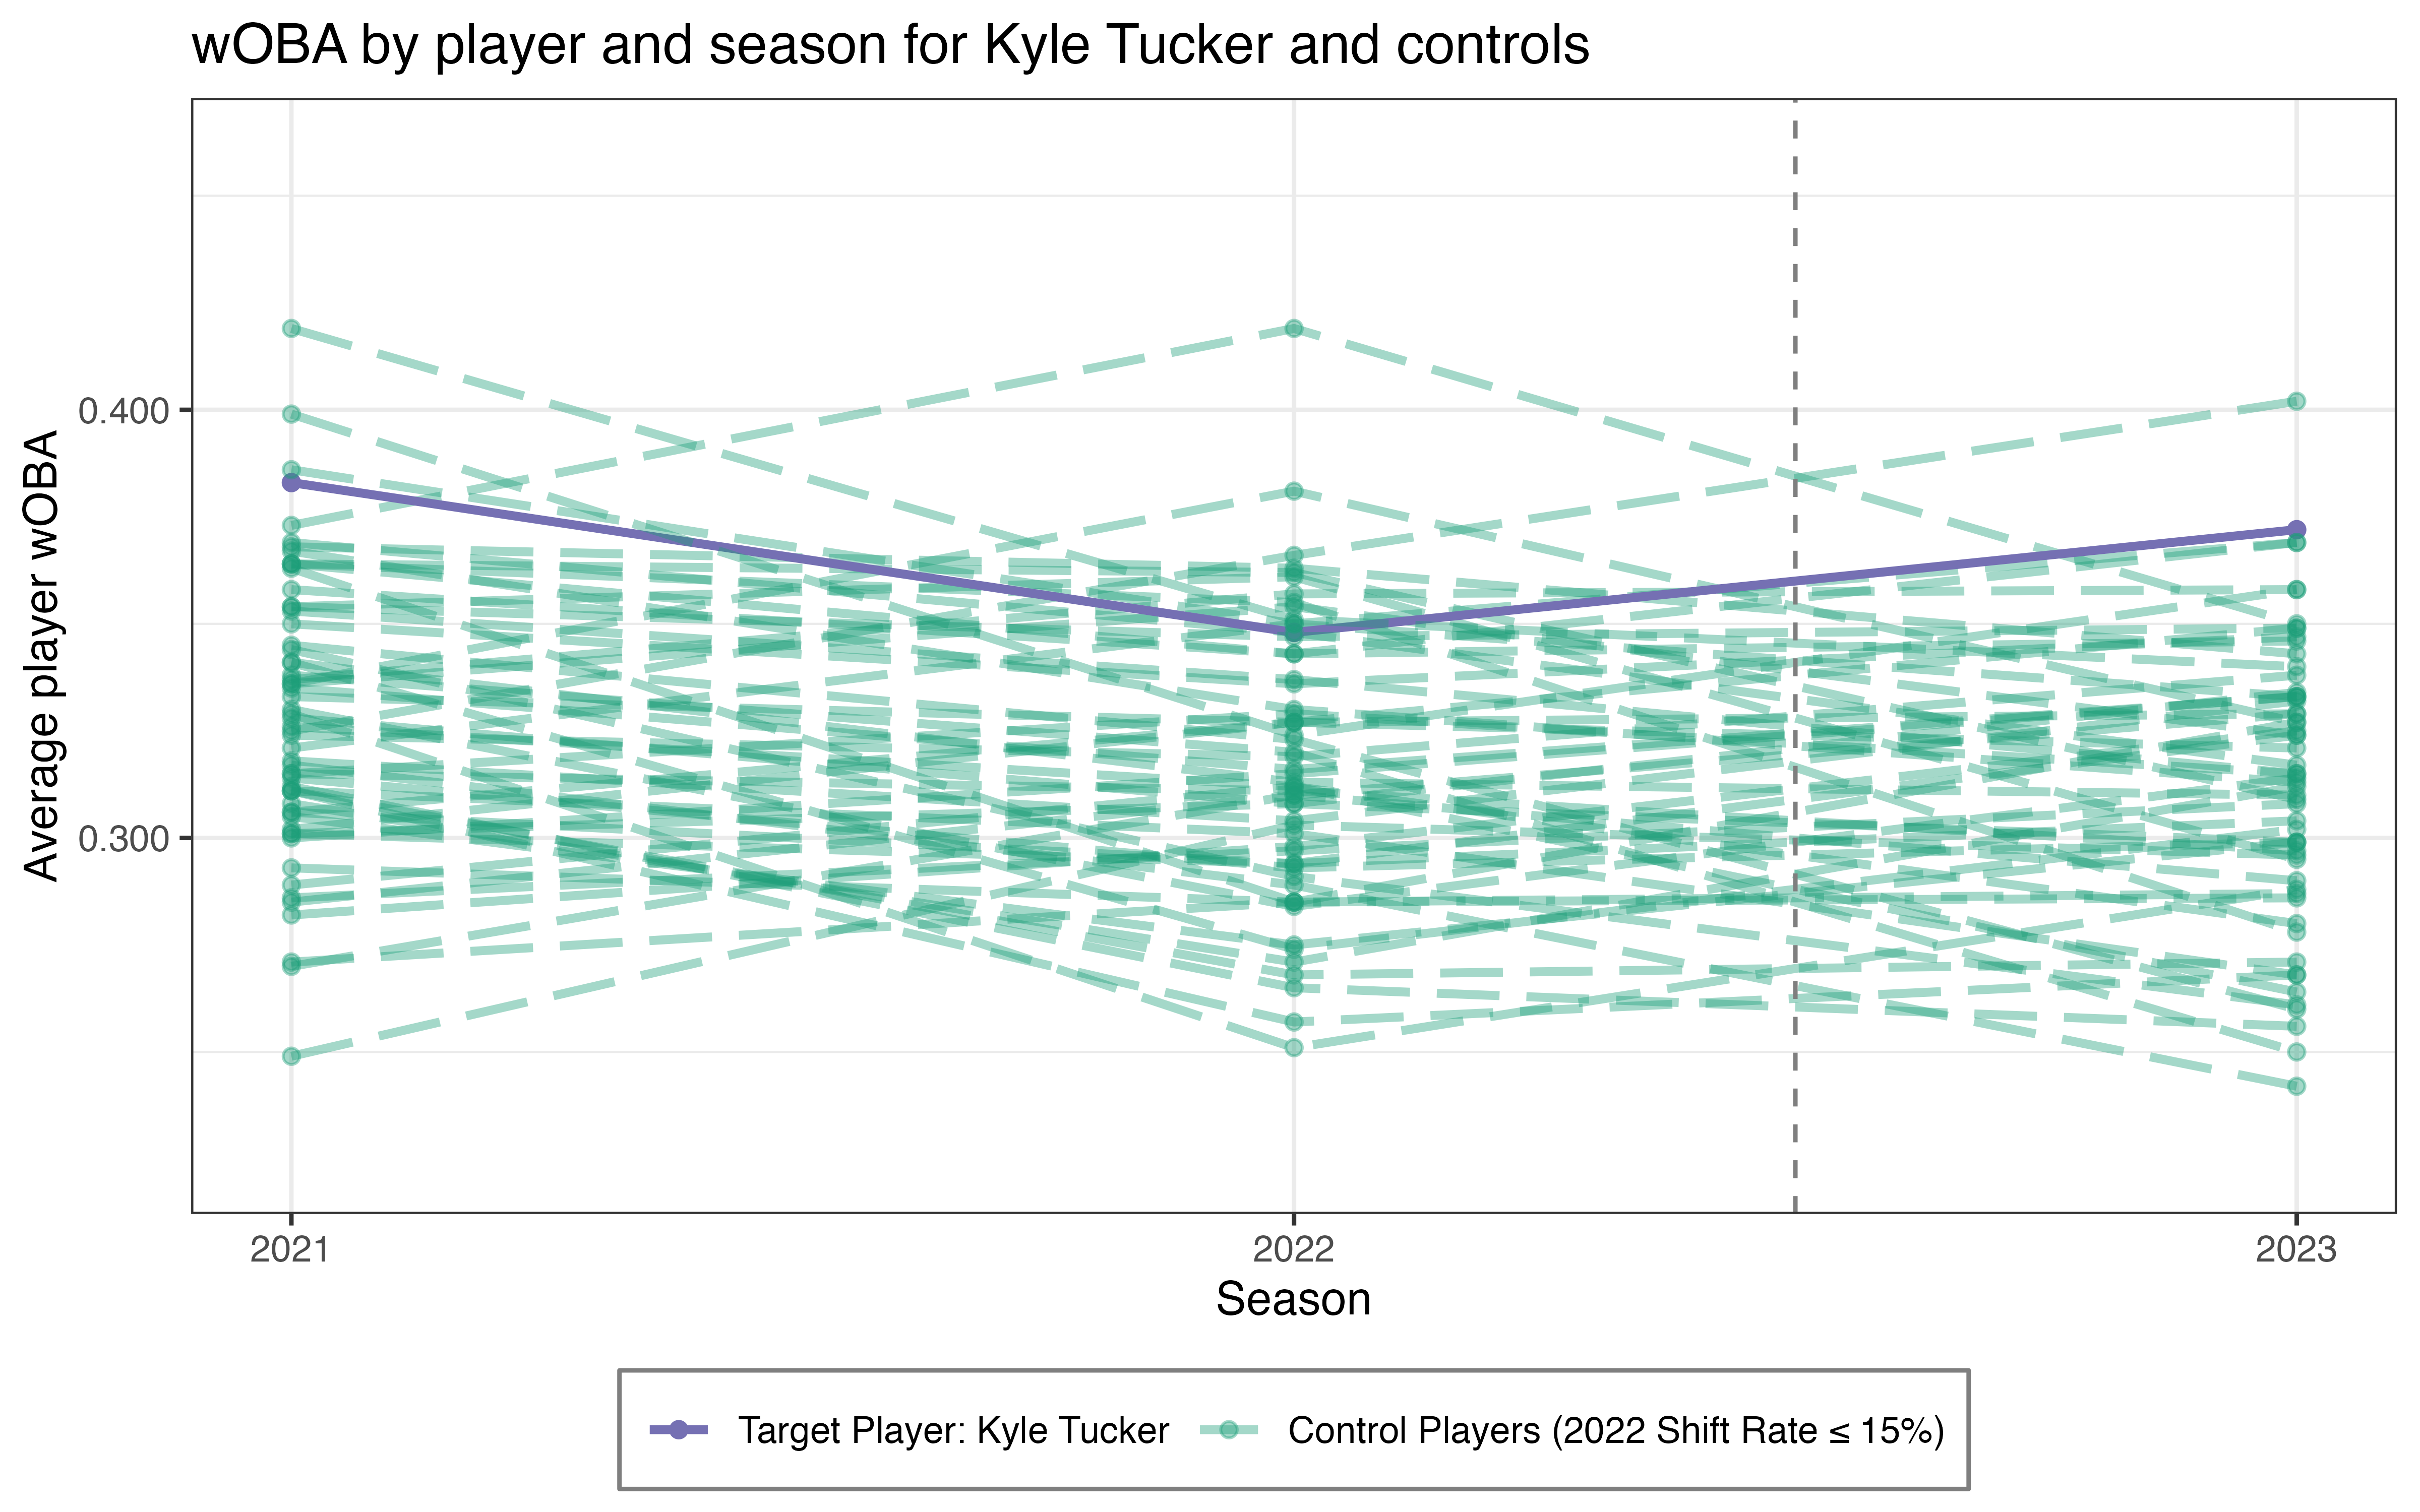 wOBA by player and season for Kyle Tucker and controls
Average player wOBA
0.400
0.300
2021
2022
2023
Season
Target Player: Kyle Tucker
Control Players (2022 Shift Rate ≤ 15%)